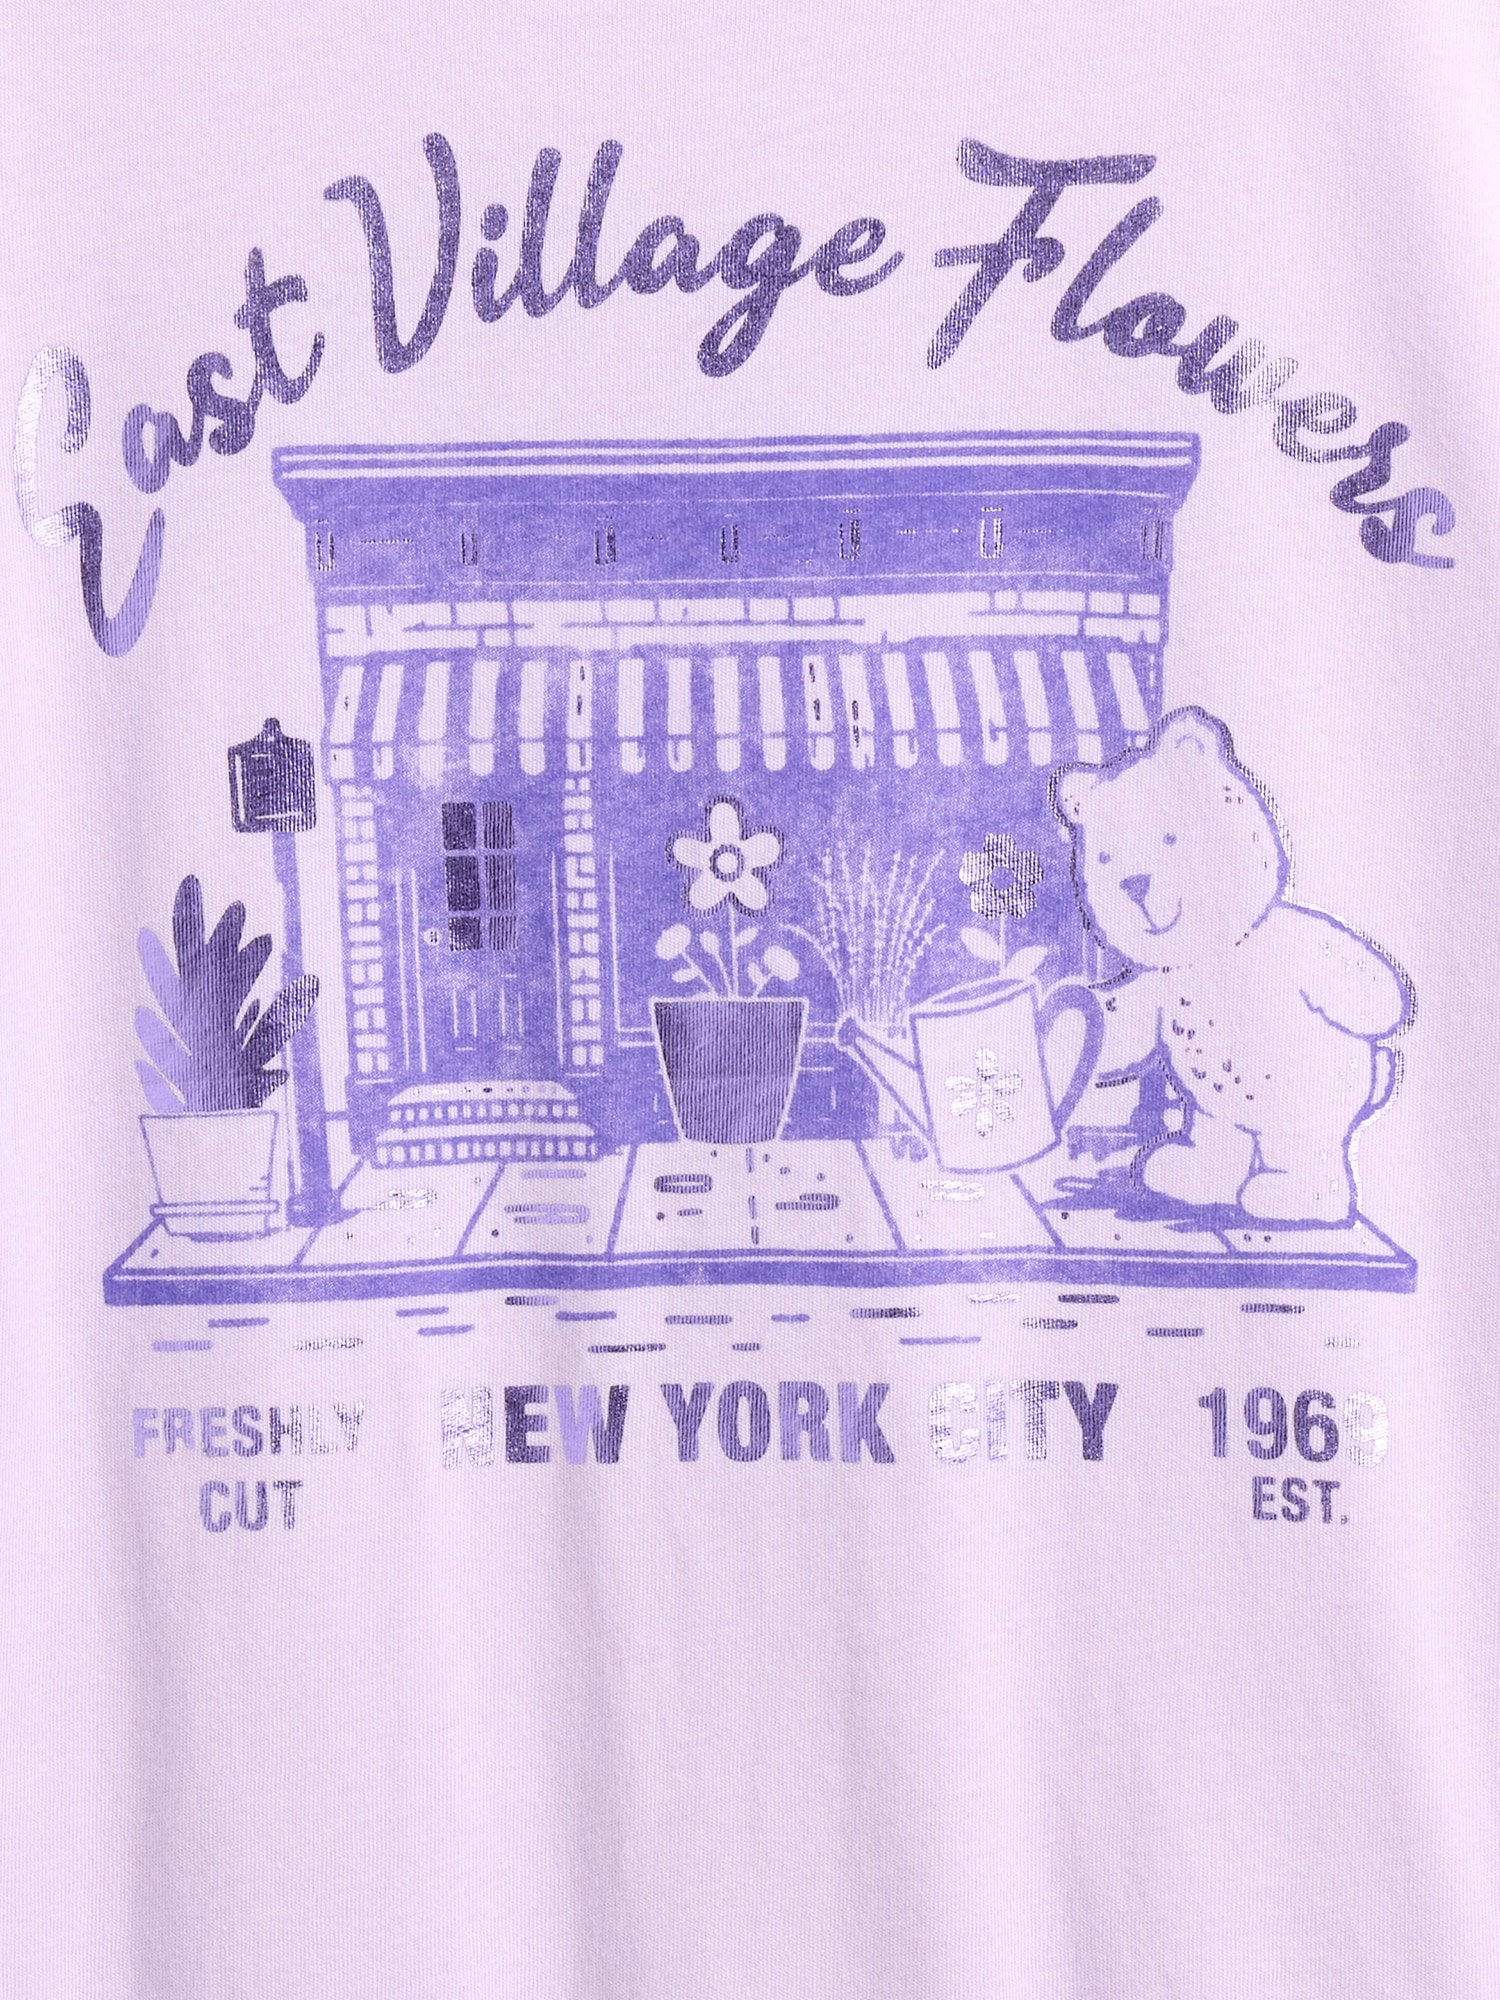 East Village Flowers
FRESHLY CUT
NEW YORK CITY
1969
EST.